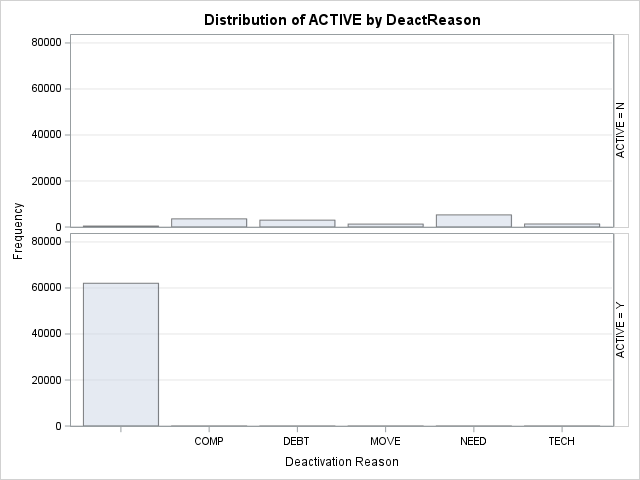 Distribution of ACTIVE by DeactReason
80000
60000
40000
20000
0
ACTIVE = N
Frequency
80000
60000
40000
20000
0
ACTIVE = Y
COMP DEBT MOVE NEED TECH
Deactivation Reason